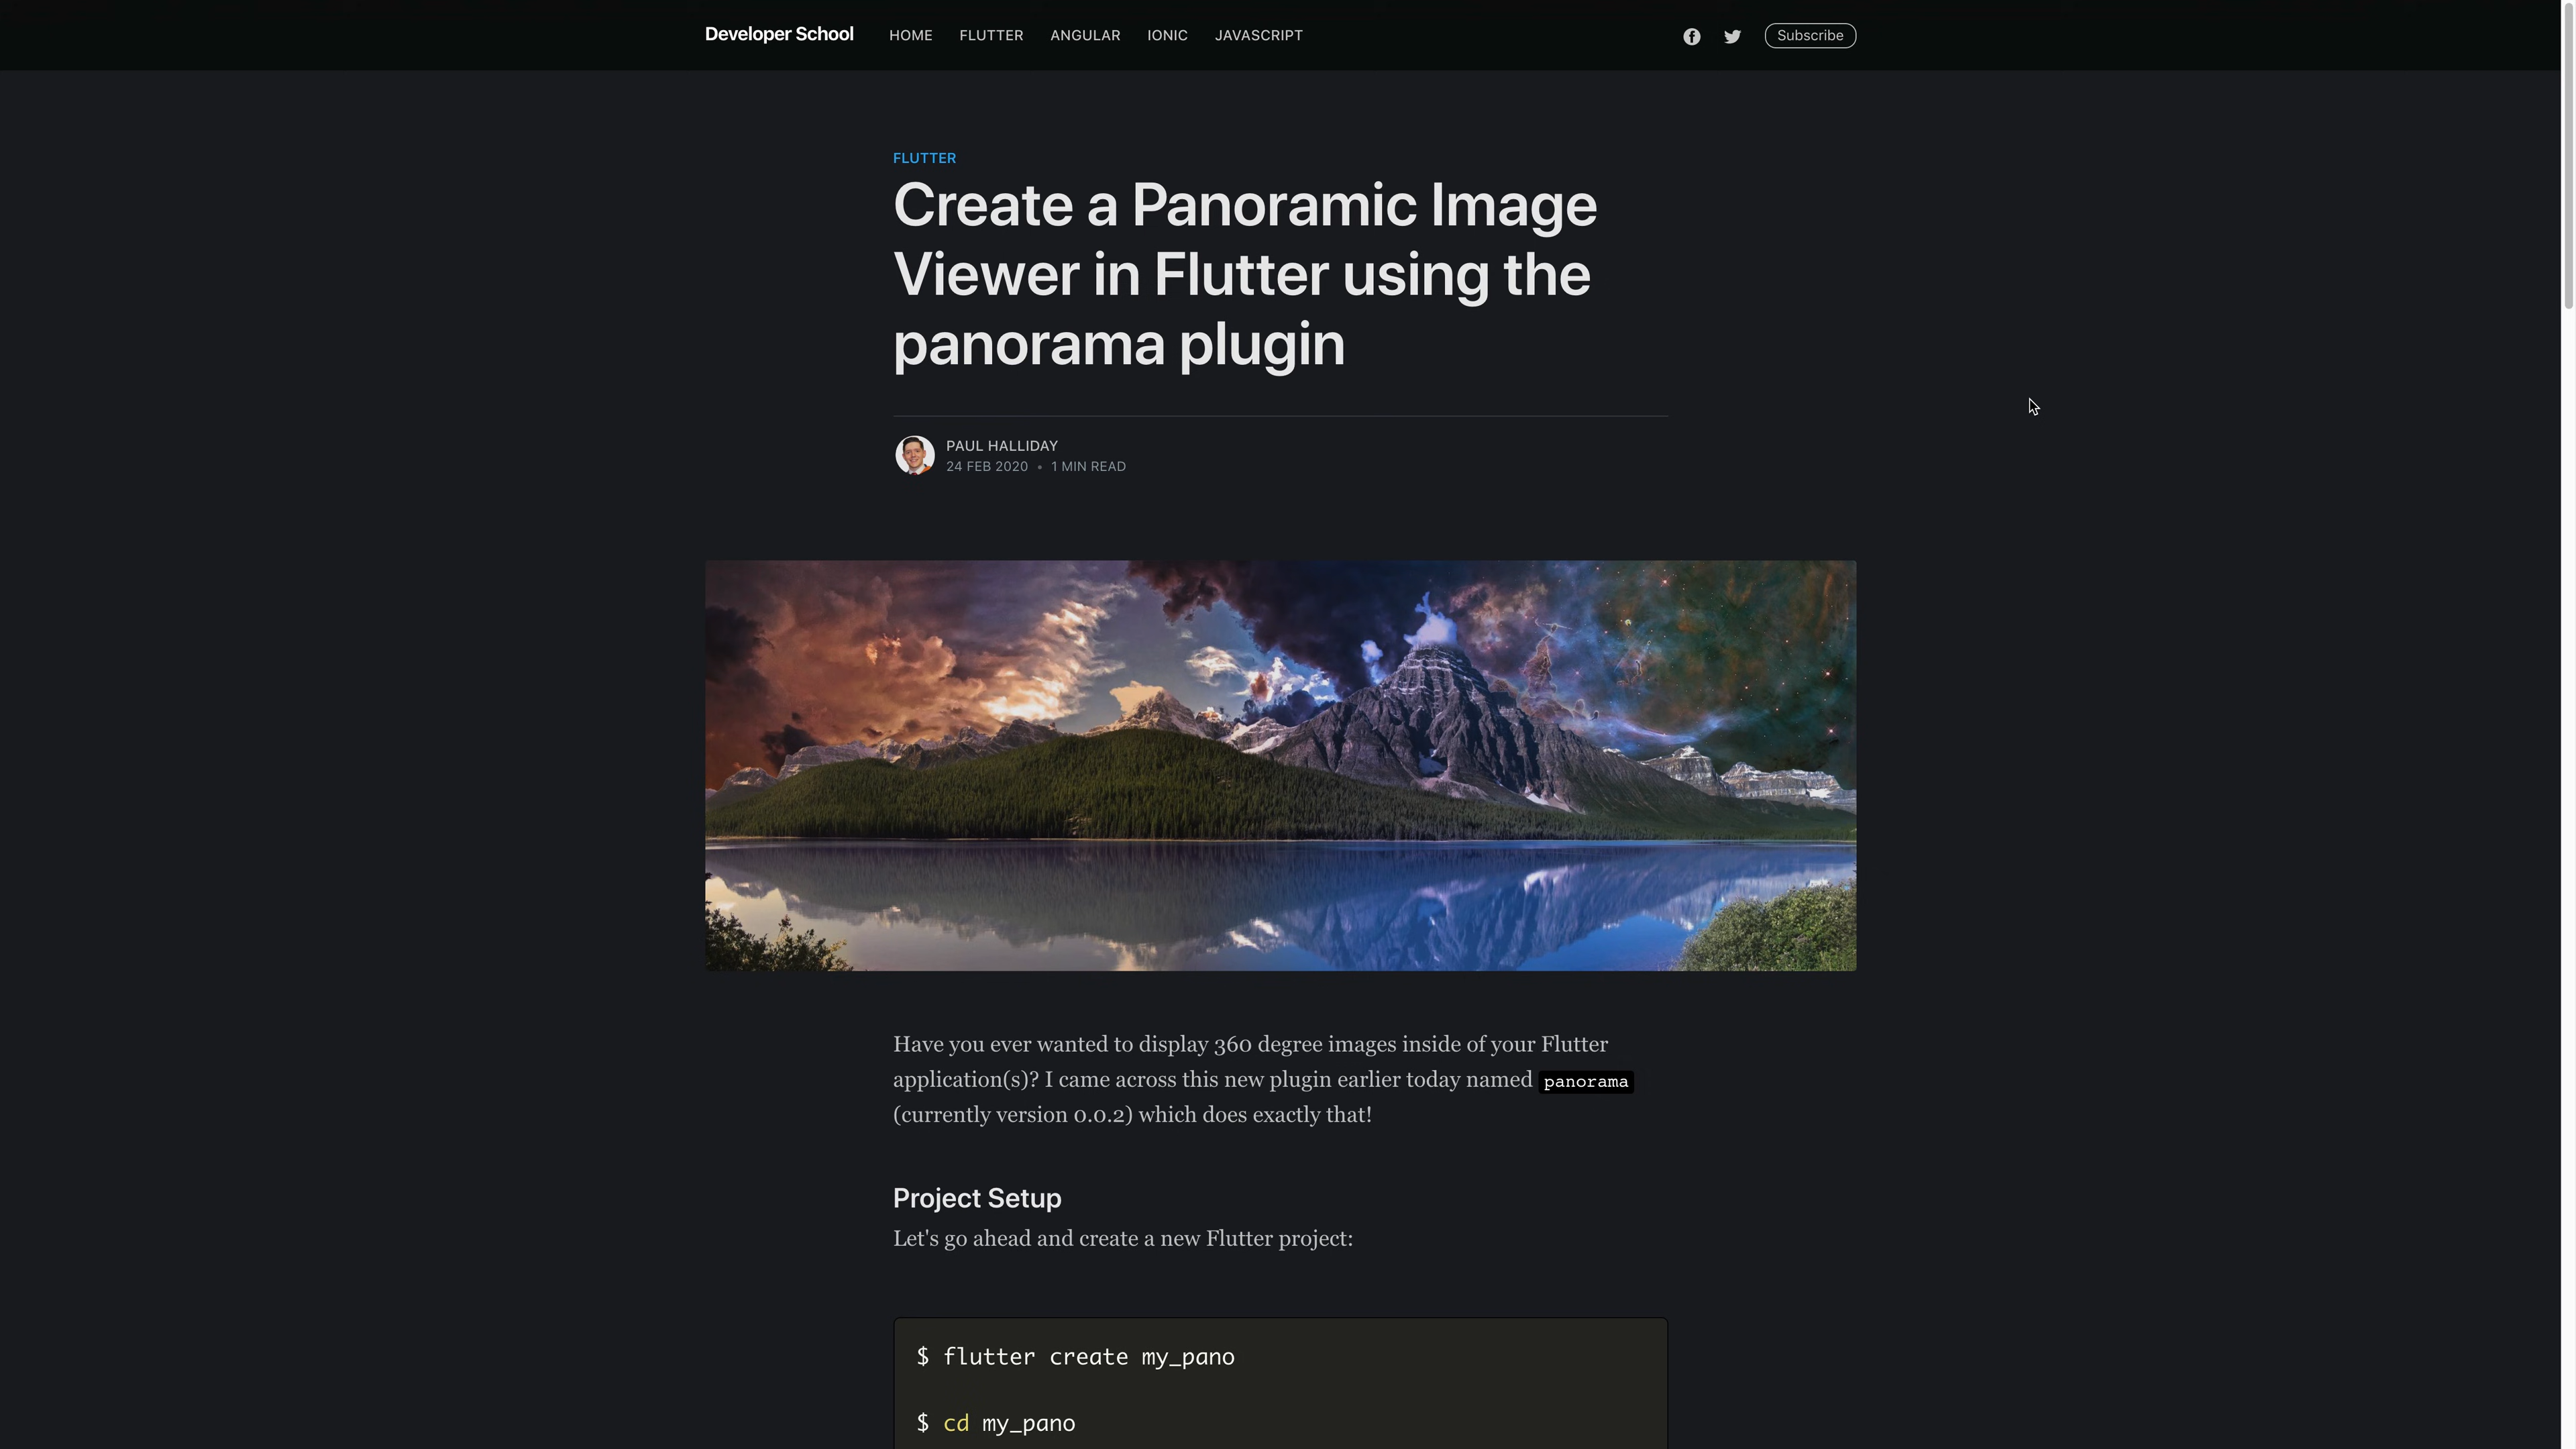 Developer School HOME FLUTTER ANGULAR IONIC JAVASCRIPT Subscribe
FLUTTER
Create a Panoramic Image
Viewer in Flutter using the
panorama plugin
PAUL HALLIDAY
24 FEB 2020 • 1 MIN READ
Have you ever wanted to display 360 degree images inside of your Flutter
application(s)? I came across this new plugin earlier today named panorama
(currently version 0.0.2) which does exactly that!
Project Setup
Let's go ahead and create a new Flutter project:
$ flutter create my_pano
$ cd my_pano